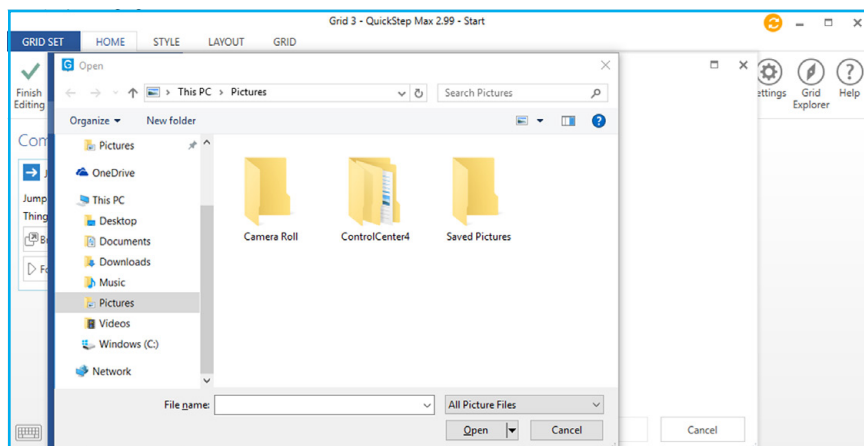 Grid 3 - QuickStep Max 2.99 - Start
GRID SET HOME STYLE LAYOUT GRID
Open
Finish
Editing
ettings
Grid
Explorer
Help
This PC > Pictures
Search Pictures
Organize
New folder
Com
Jump
Thing
Pictures
OneDrive
This PC
Desktop
Documents
Downloads
Music
Pictures
Videos
Windows (C:)
Network
Camera Roll
ControlCenter4
Saved Pictures
File name:
All Picture Files
Open
Cancel
Cancel